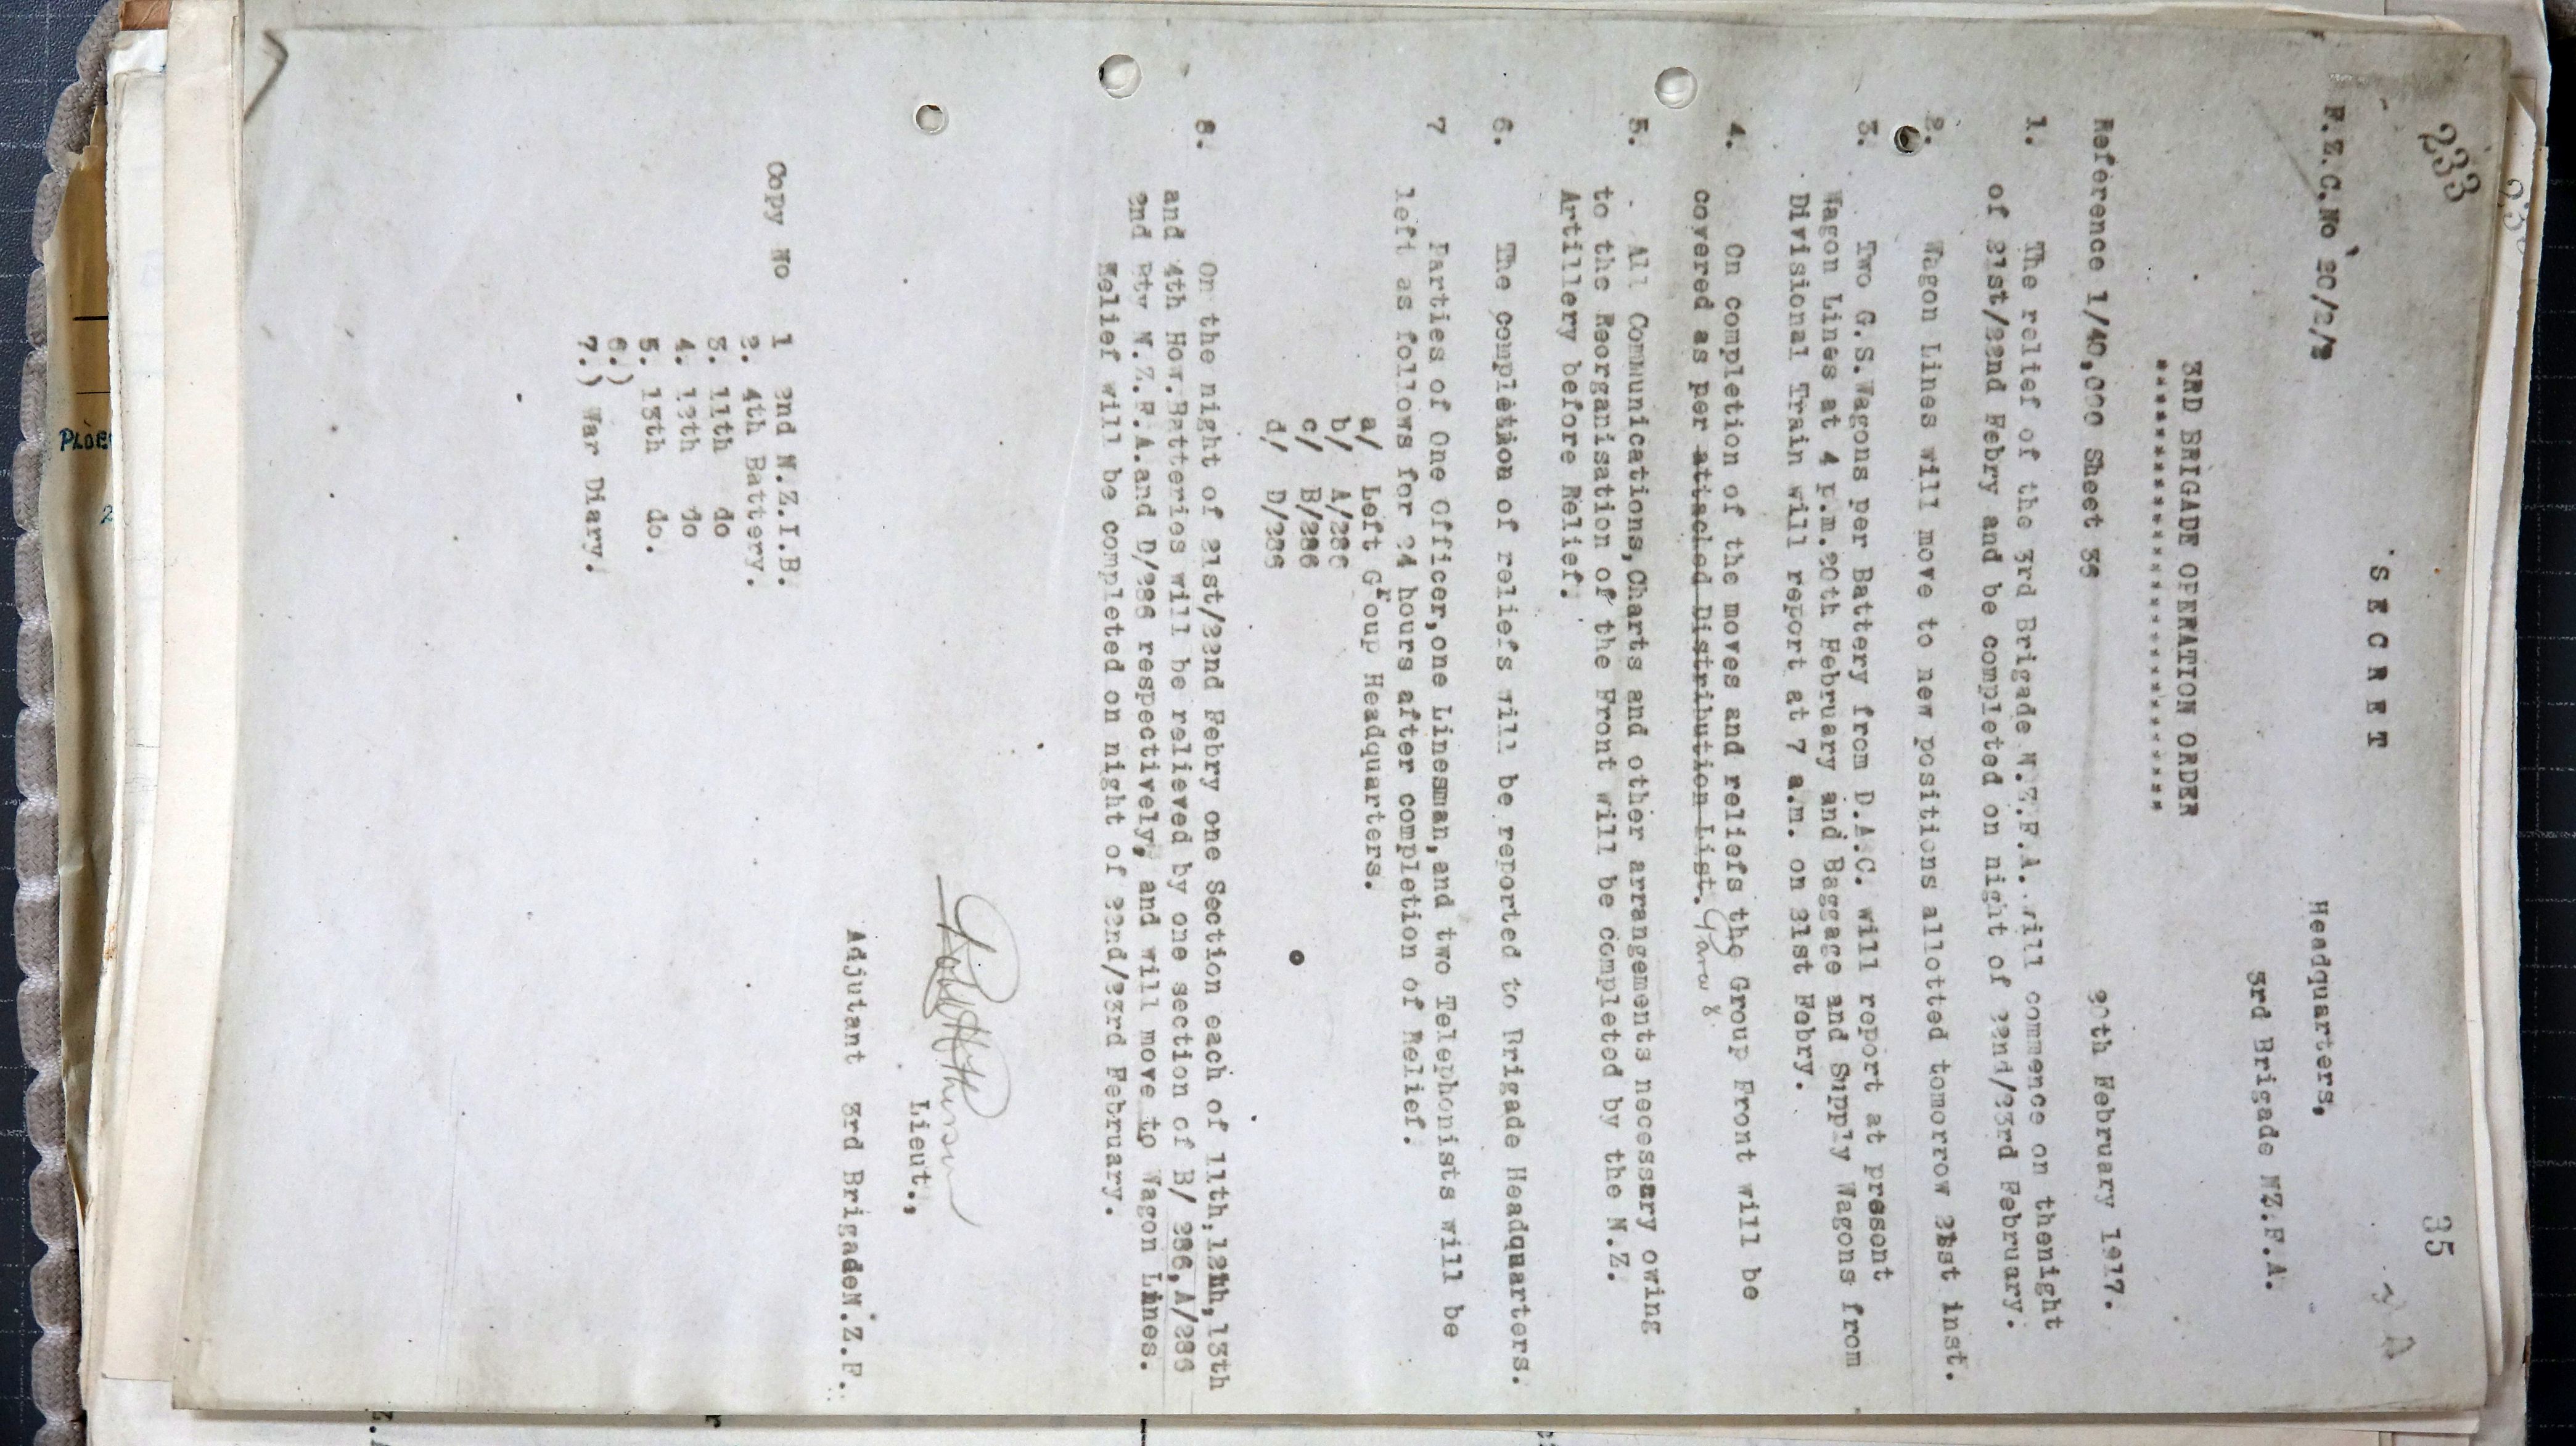 233
35
S E C R E T
F.Z.C.No 20/2/2
Headquarters,
3rd Brigade NZ.F.A.
3RD BRIGADE OPERATION ORDER
Reference 1/40,000 Sheet 36
20th February 1917.
1. The relief of the 3rd Brigade N.Z.F.A. will commence on thenight
of 21st/22nd Febry and be completed on night of 22nd/23rd February.
2. Wagon Lines will move to new positions allotted tomorrow 21st inst.
3. Two G.S.Wagons per Battery from D.A.C. will report at present
Wagon Lines at 4 p.m.20th February and Baggage and Supply Wagons from
Divisional Train will report at 7 a.m. on 21st Febry.
4. On completion of the moves and reliefs the Group Front will be
covered as per attached Distribution List. Para 8
5. All Communications,Charts and other arrangements necessary owing
to the Reorganisation of the Front will be completed by the N.Z.
Artillery before Relief.
6. The completion of reliefs will be reported to Brigade Headquarters.
7 Parties of One Officer,one Linesman,and two Telephonists will be
left as follows for 24 hours after completion of Relief.
a/ Left Group Headquarters.
b/ A/286
c/ B/286
d/ D/286
8. On the night of 21st/22nd Febry one Section each of 11th,12th,13th
and 4th How.Batteries will be relieved by one section of B/ 286,A/286
2nd Bty N.Z.F.A.and D/286 respectively, and will move to Wagon Lines.
Relief will be completed on night of 22nd/23rd February.
Lieut.,
Adjutant 3rd BrigadeN.Z.F.
Copy No 1 2nd N.Z.I.B.
2. 4th Battery.
3. 11th do
4. 12th do
5. 13th do.
6.)
7.) War Diary.